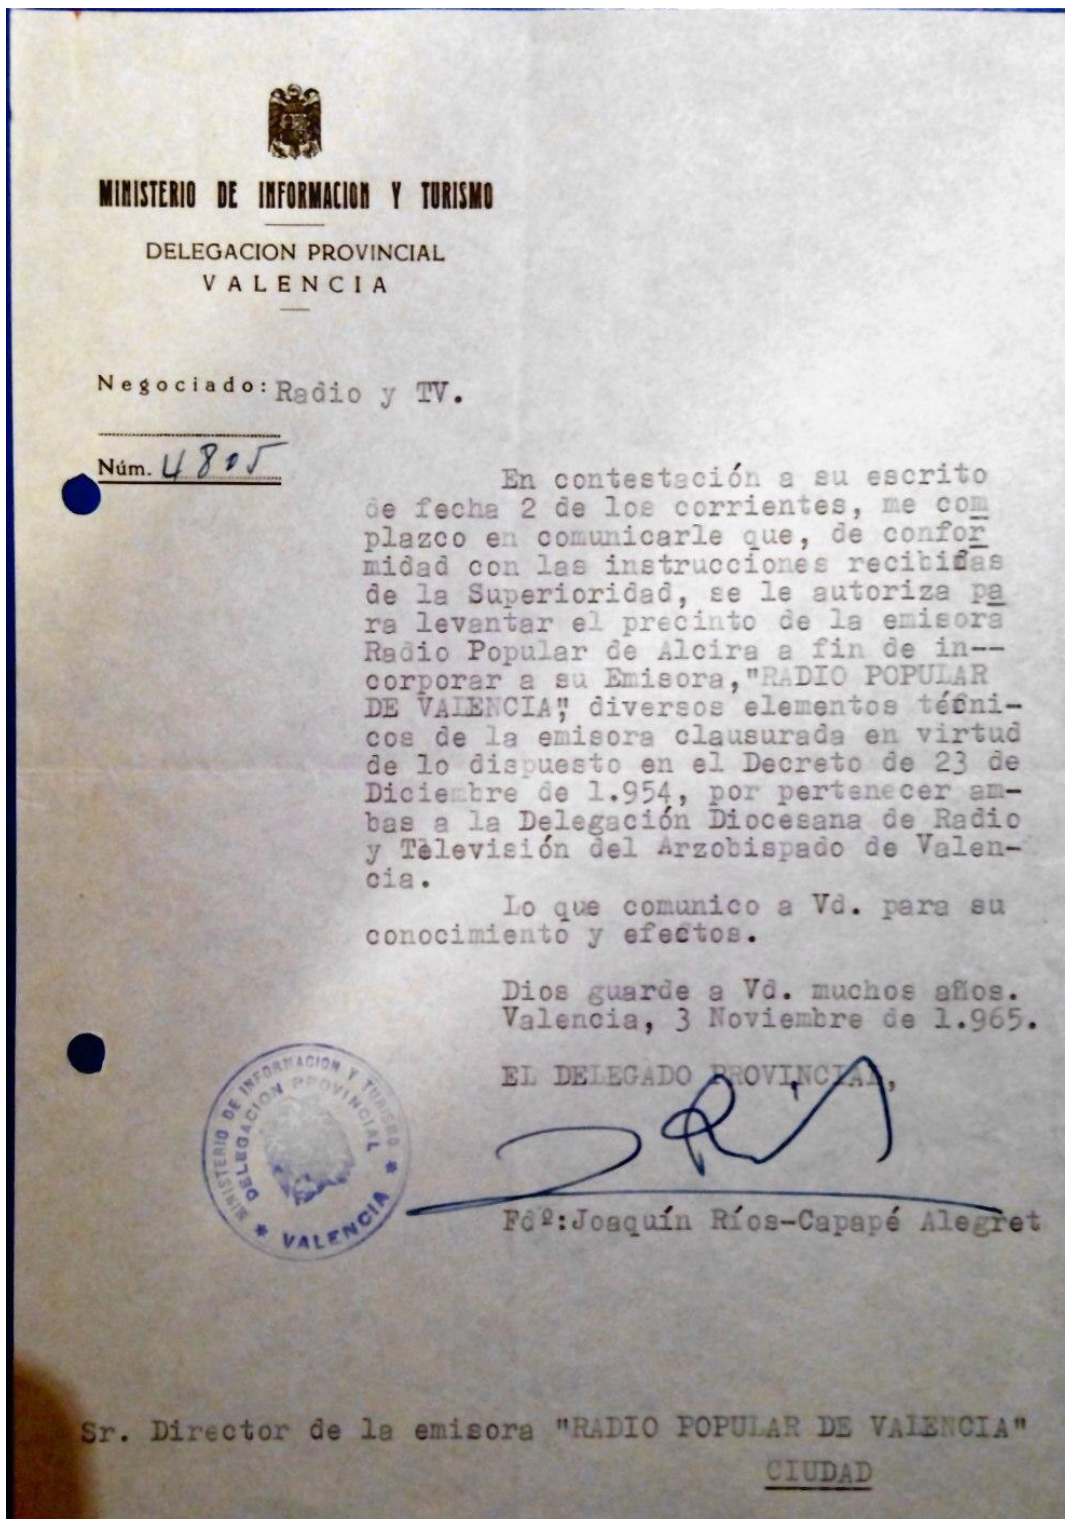 MINISTERIO DE INFORMACION Y TURISMO
DELEGACION PROVINCIAL
VALENCIA
Negociado: Radio y TV.
Núm. 4805
En contestación a su escrito
de fecha 2 de los corrientes, me com
plazco en comunicarle que, de confor
midad con las instrucciones recibidas
de la Superioridad, se le autoriza pa
ra levantar el precinto de la emisora
Radio Popular de Alcira a fin de in--
corporar a su Emisora,"RADIO POPULAR
DE VALENCIA", diversos elementos técni-
cos de la emisora clausurada en virtud
de lo dispuesto en el Decreto de 23 de
Diciembre de 1.954, por pertenecer am-
bas a la Delegación Diocesana de Radio
y Televisión del Arzobispado de Valen-
cia.
Lo que comunico a Vd. para su
conocimiento y efectos.
Dios guarde a Vd. muchos años.
Valencia, 3 Noviembre de 1.965.
EL DELEGADO PROVINCIAL,
MINISTERIO DE INFORMACION Y TURISMO
DELEGACION PROVINCIAL
* VALENCIA *
Fdº:Joaquín Ríos-Capapé Alegret
Sr. Director de la emisora "RADIO POPULAR DE VALENCIA"
CIUDAD